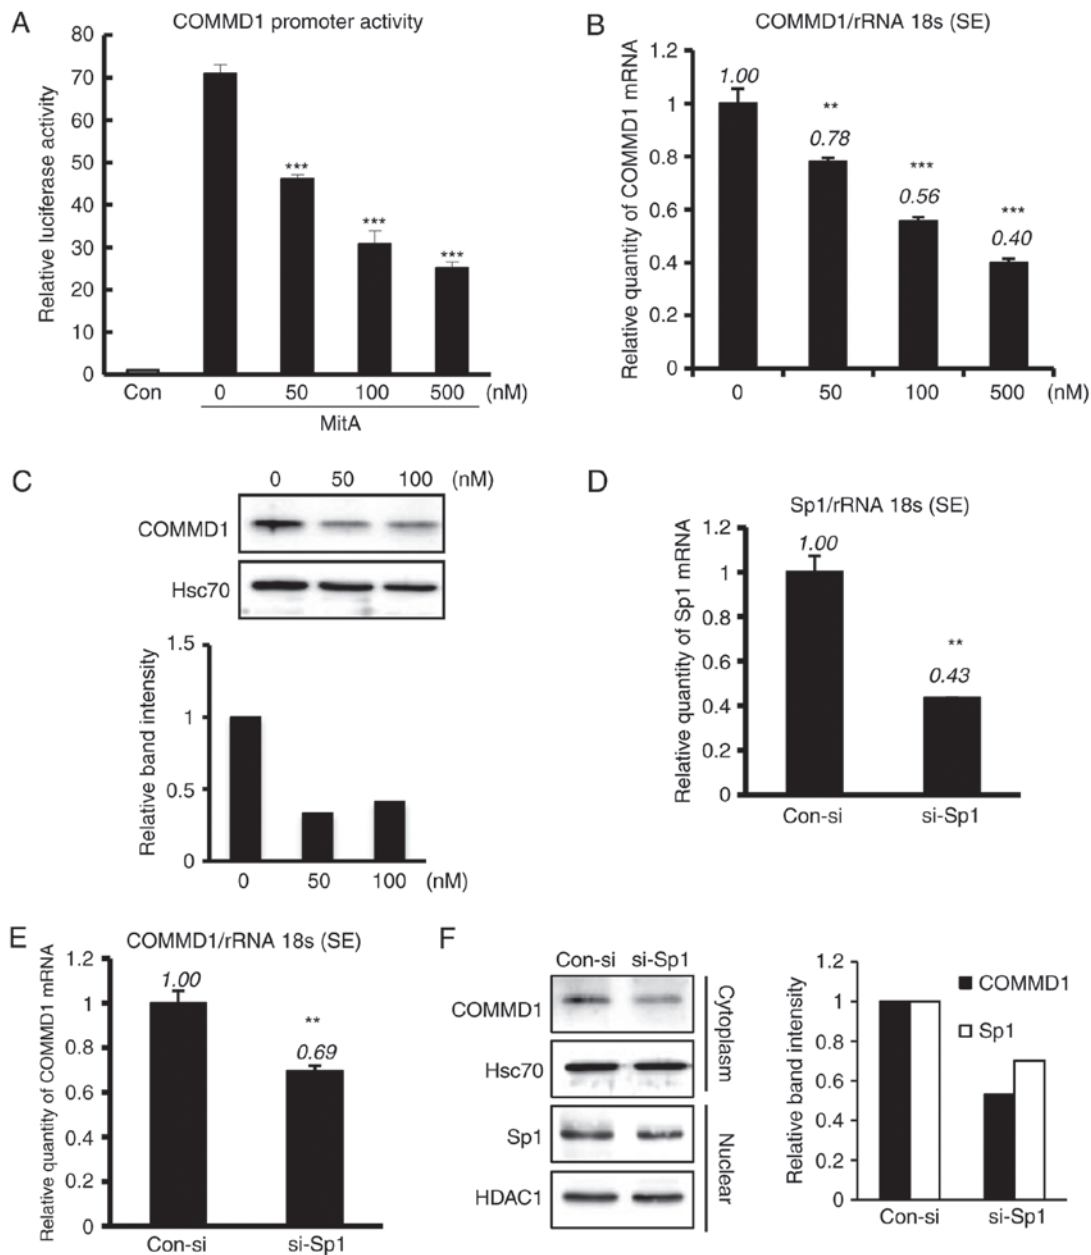 A
COMMD1 promoter activity
Relative luciferase activity
80
70
60
50
40
30
20
10
0
***
***
***
Con 0 50 100 500 (nM)
MitA
B
COMMD1/rRNA 18s (SE)
Relative quantity of COMMD1 mRNA
1.2
1
0.8
0.6
0.4
0.2
0
1.00
**
0.78
***
0.56
***
0.40
0 50 100 500 (nM)
C
0 50 100 (nM)
COMMD1
Hsc70
Relative band intensity
1.5
1
0.5
0
0 50 100 (nM)
D
Sp1/rRNA 18s (SE)
Relative quantity of Sp1 mRNA
1.2
1
0.8
0.6
0.4
0.2
0
1.00
**
0.43
Con-si si-Sp1
E
COMMD1/rRNA 18s (SE)
Relative quantity of COMMD1 mRNA
1.2
1
0.8
0.6
0.4
0.2
0
1.00
**
0.69
Con-si si-Sp1
F
Con-si si-Sp1
COMMD1
Hsc70
Cytoplasm
Sp1
HDAC1
Nuclear
Relative band intensity
1.2
1
0.8
0.6
0.4
0.2
0
COMMD1
Sp1
Con-si si-Sp1